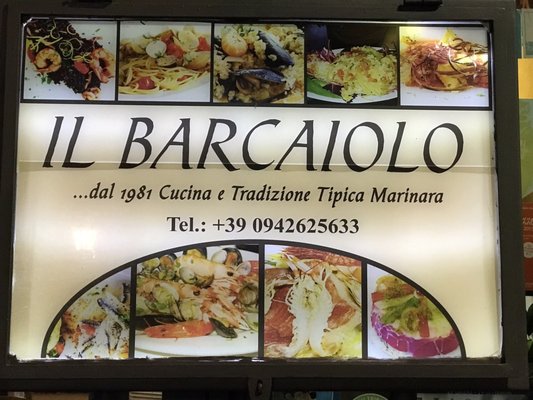 IL BARCAIOLO
...dal 1981 Cucina e Tradizione Tipica Marinara
Tel.: +39 0942625633